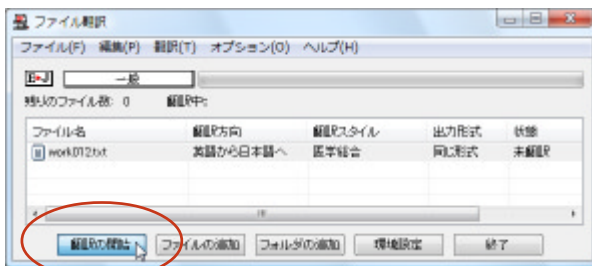 ファイル翻訳
ファイル(F) 編集(P) 翻訳(T) オプション(O) ヘルプ(H)
E▸J 一般
残りのファイル数: 0 翻訳中:
ファイル名 翻訳方向 翻訳スタイル 出力形式 状態
work012.txt 英語から日本語へ 医学総合 同じ形式 未翻訳
翻訳の開始 ファイルの追加 フォルダの追加 環境設定 終了